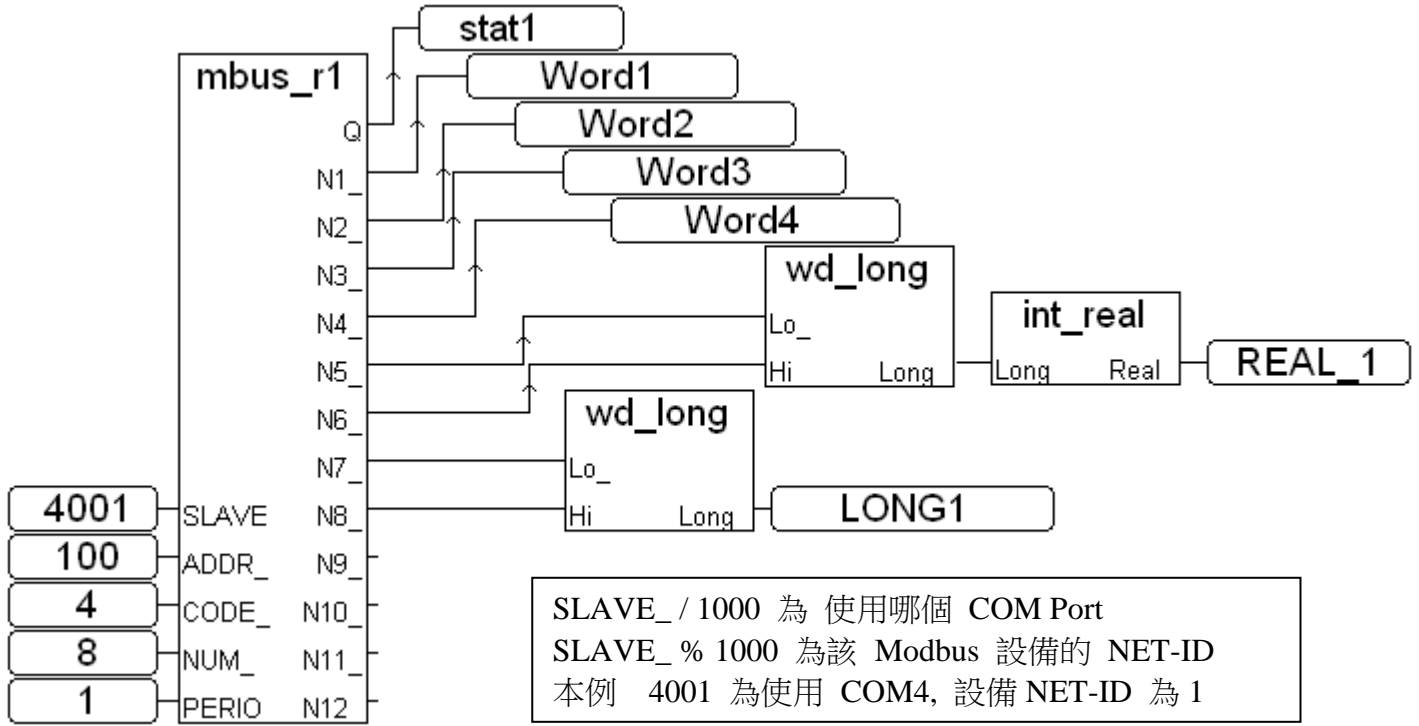 stat1
mbus_r1
Word1
Q
Word2
N1_
Word3
N2_
Word4
N3_
wd_long
N4_
Lo_
int_real
N5_
Hi Long
Long Real
REAL_1
N6_
wd_long
N7_
Lo_
4001
SLAVE
N8_
Hi Long
LONG1
100
ADDR_
N9_
4
CODE_
N10_
8
NUM_
N11_
1
PERIO
N12_
SLAVE_ / 1000 為 使用哪個 COM Port
SLAVE_ % 1000 為該 Modbus 設備的 NET-ID
本例 4001 為使用 COM4, 設備 NET-ID 為 1